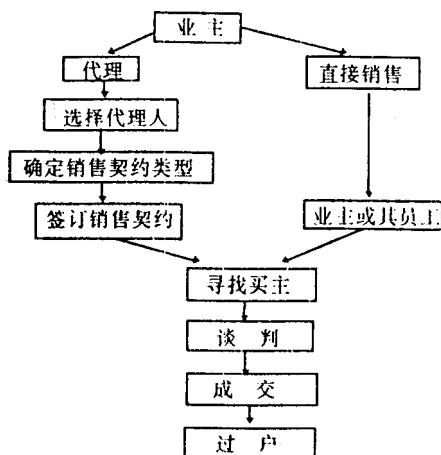 业主
代理
直接销售
选择代理人
确定销售契约类型
签订销售契约
业主或其员工
寻找买主
谈 判
成 交
过 户